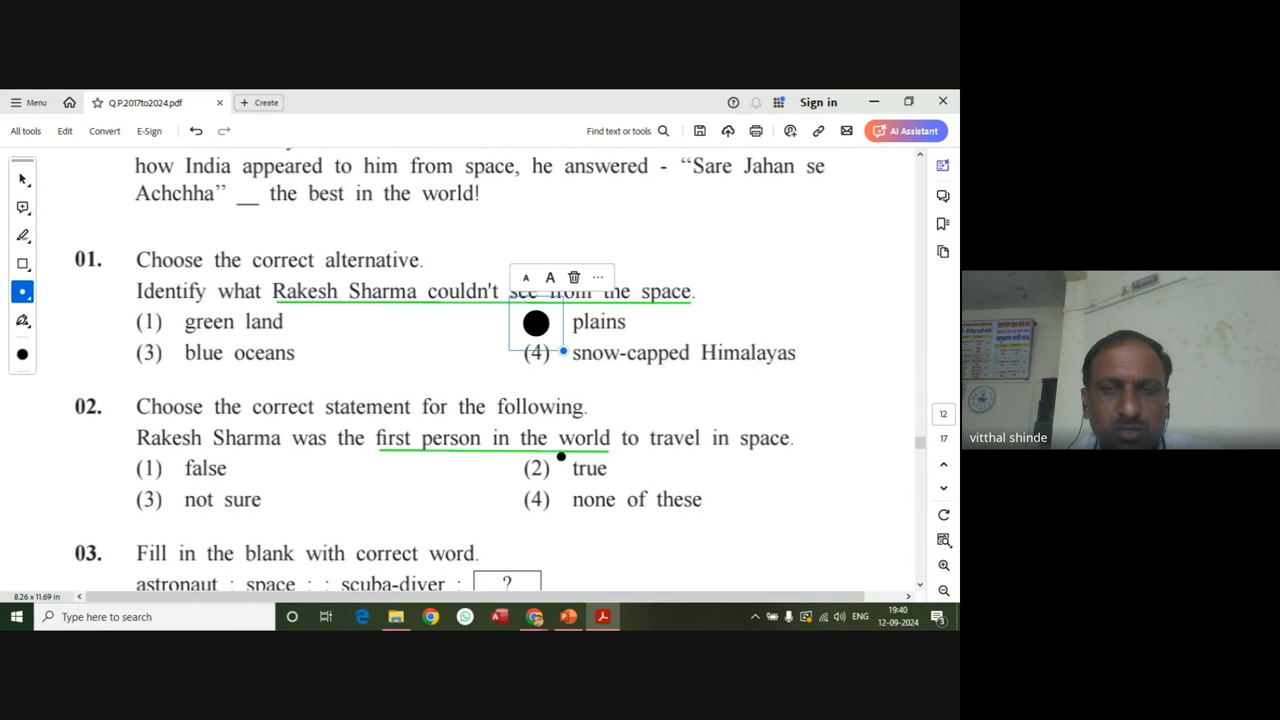 Menu
Q.P.2017to2024.pdf
Create
Sign in
All tools
Edit
Convert
E-Sign
Find text or tools
AI Assistant
how India appeared to him from space, he answered - “Sare Jahan se
Achchha” __ the best in the world!
01. Choose the correct alternative.
A A ...
Identify what Rakesh Sharma couldn't see from the space.
(1) green land
plains
(3) blue oceans
(4) snow-capped Himalayas
02. Choose the correct statement for the following.
Rakesh Sharma was the first person in the world to travel in space.
(1) false
(2) true
(3) not sure
(4) none of these
03. Fill in the blank with correct word.
astronaut : space : : scuba-diver : ?
12
17
8.26 x 11.69 in
Type here to search
ENG
19:40
12-09-2024
3
vitthal shinde